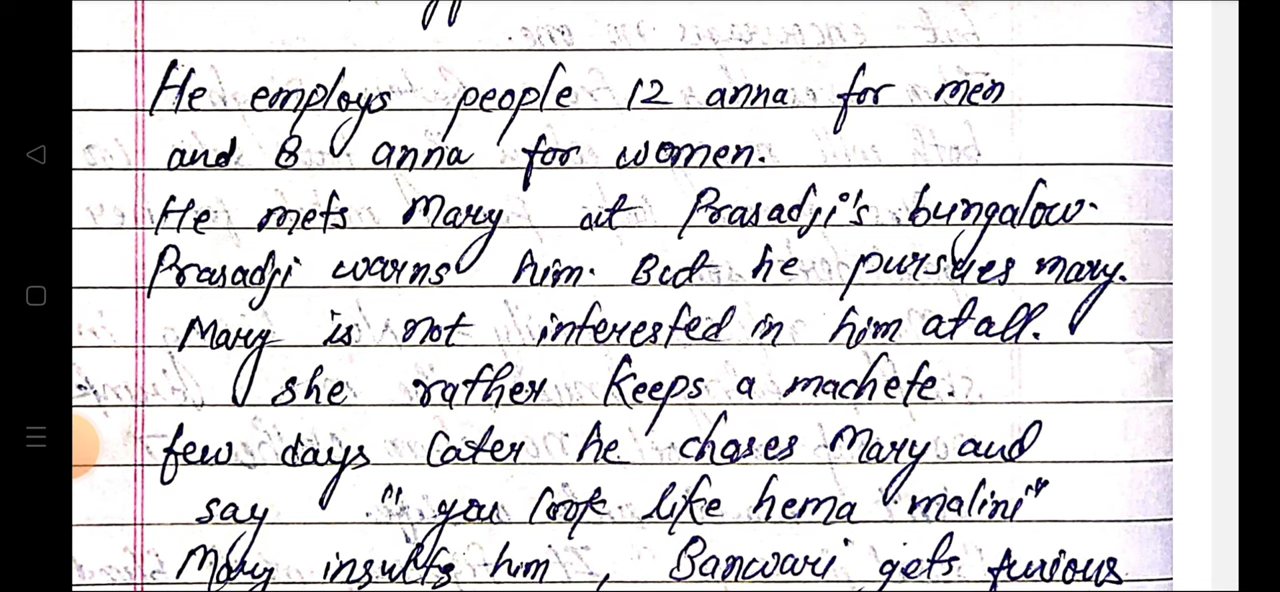 He employs people 12 anna for men
and 8 anna for women.
He mets Mary at Prasadji's bungalow.
Prasadji warns him. But he pursues mary.
Mary is not interested in him atall.
she rather keeps a machete.
few days later he chases Mary and
say "you look like hema malini"
Mary insults him, Banwari gets furious